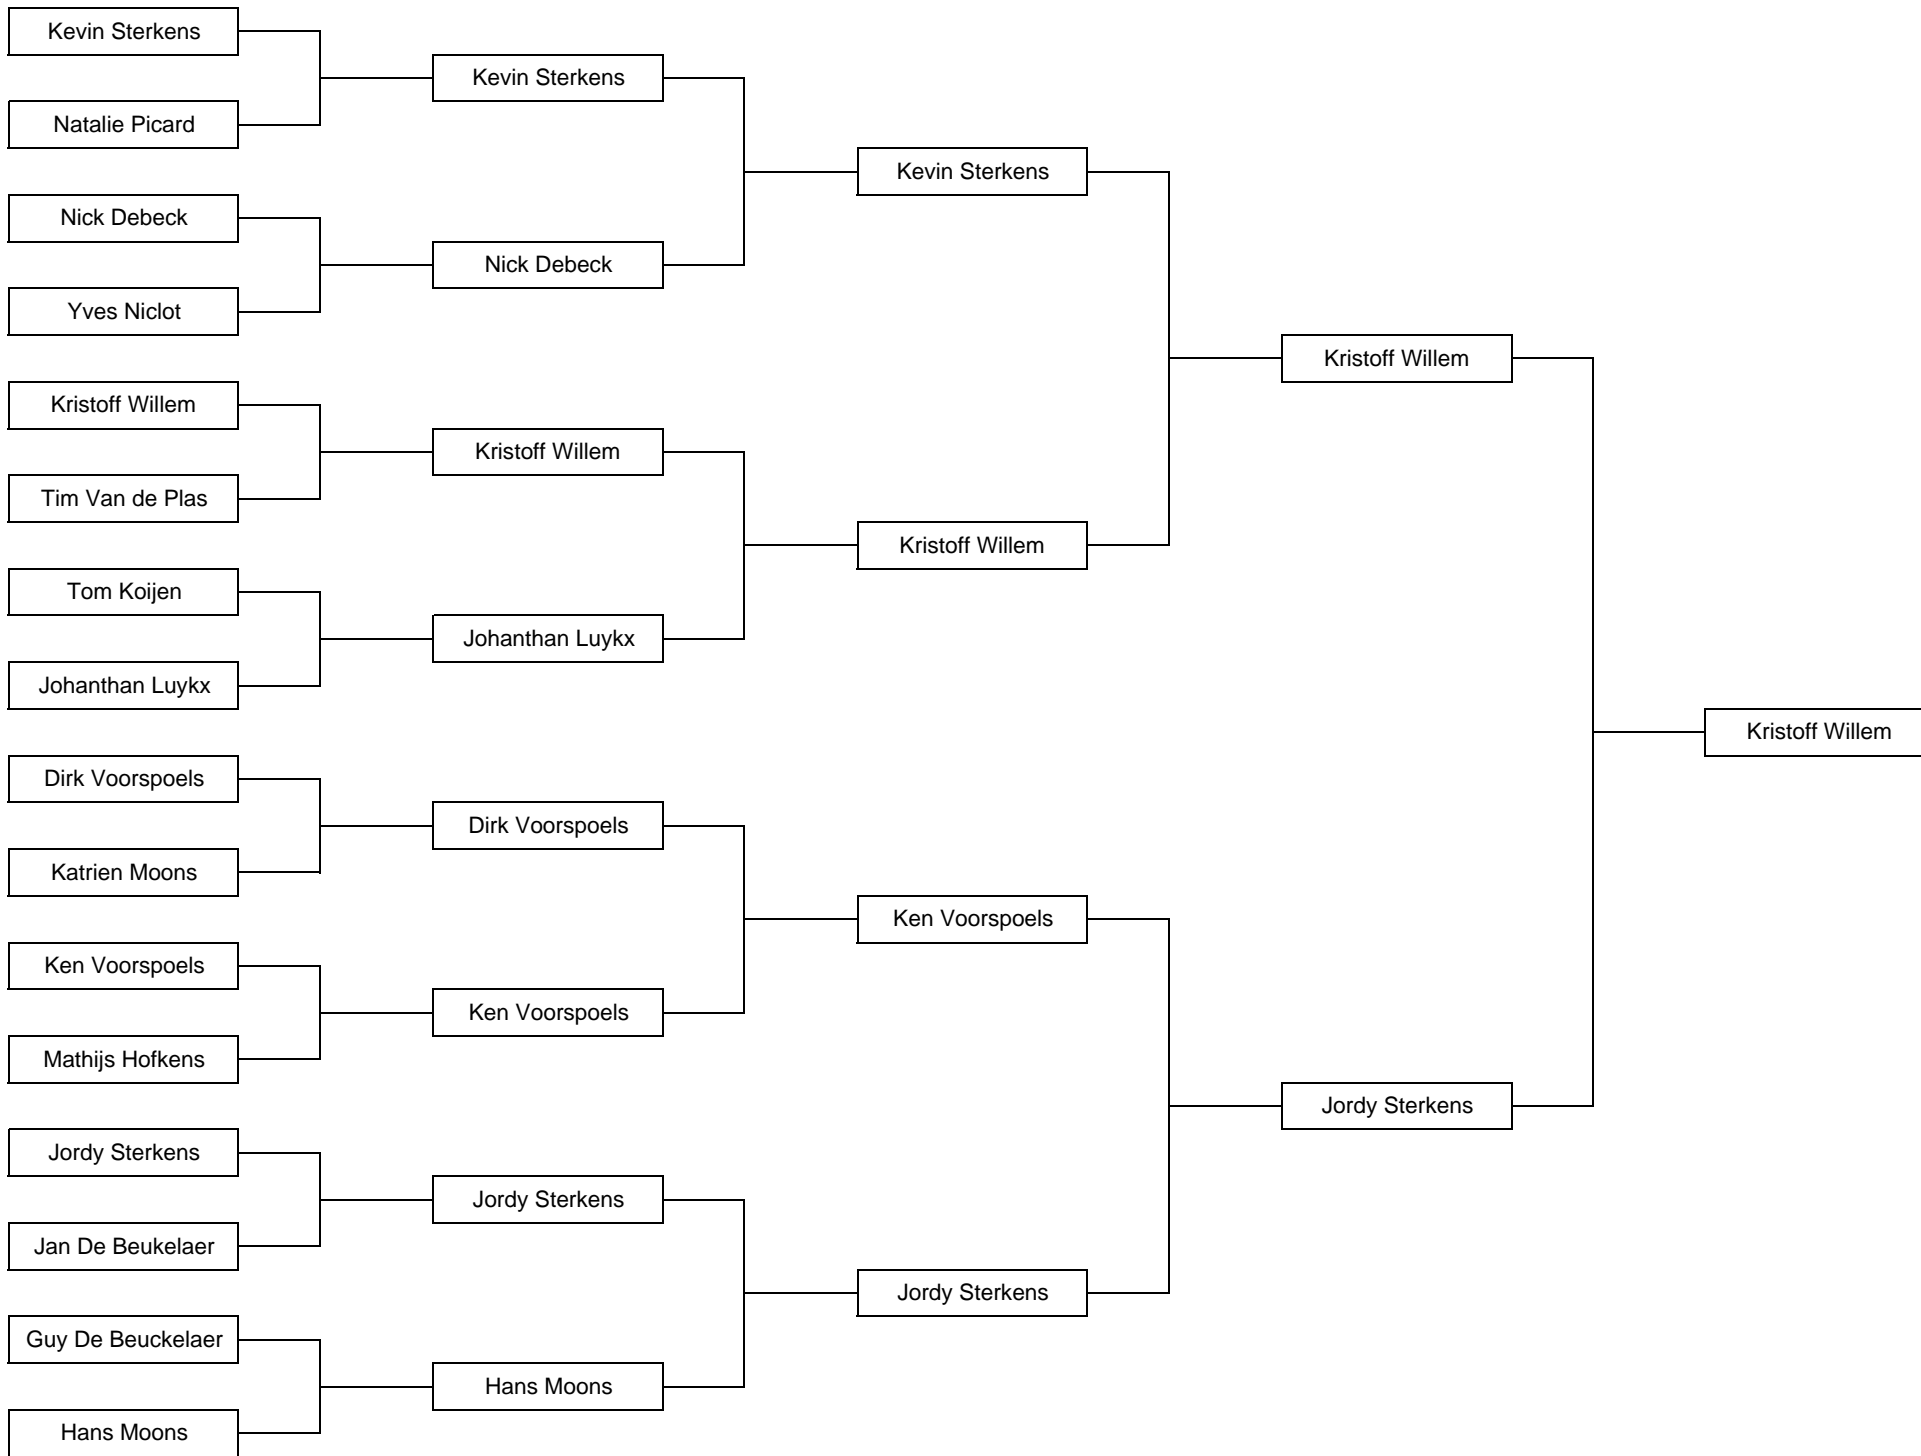 Kevin Sterkens
Natalie Picard
Nick Debeck
Yves Niclot
Kristoff Willem
Tim Van de Plas
Tom Koijen
Johanthan Luykx
Dirk Voorspoels
Katrien Moons
Ken Voorspoels
Mathijs Hofkens
Jordy Sterkens
Jan De Beukelaer
Guy De Beuckelaer
Hans Moons
Kevin Sterkens
Nick Debeck
Kristoff Willem
Johanthan Luykx
Dirk Voorspoels
Ken Voorspoels
Jordy Sterkens
Hans Moons
Kevin Sterkens
Kristoff Willem
Ken Voorspoels
Jordy Sterkens
Kristoff Willem
Jordy Sterkens
Kristoff Willem